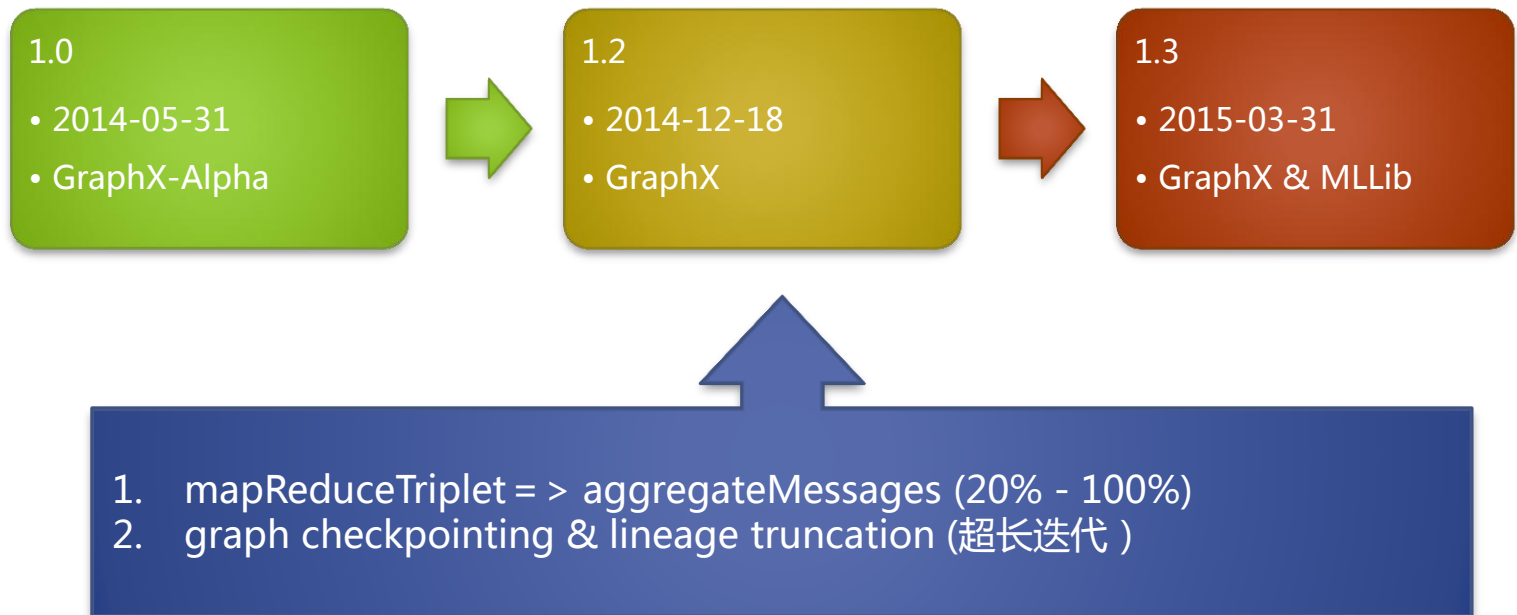 1.0
• 2014-05-31
• GraphX-Alpha
1.2
• 2014-12-18
• GraphX
1.3
• 2015-03-31
• GraphX & MLLib
1. mapReduceTriplet = > aggregateMessages (20% - 100%)
2. graph checkpointing & lineage truncation (超长迭代 )